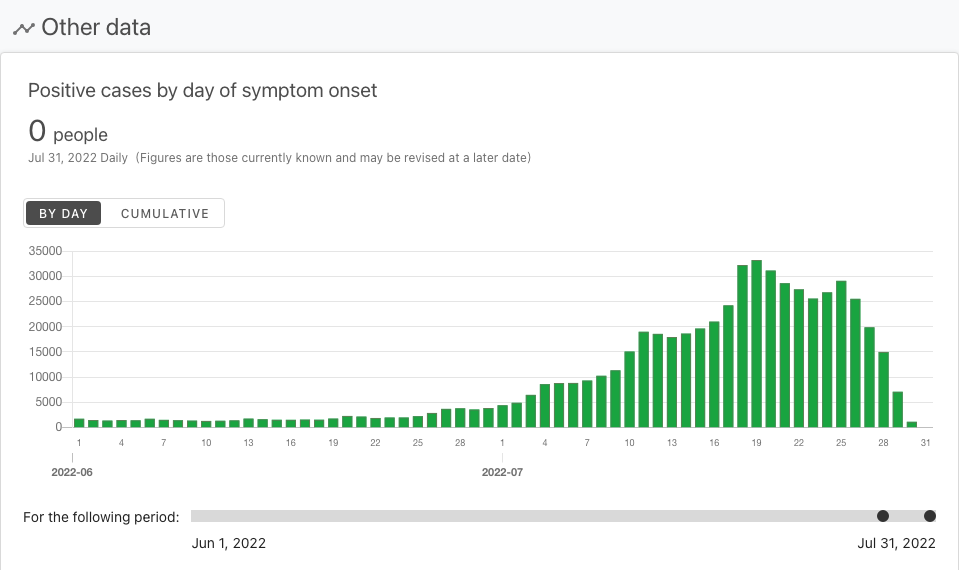 Other data
Positive cases by day of symptom onset
0 people
Jul 31, 2022 Daily (Figures are those currently known and may be revised at a later date)
BY DAY CUMULATIVE
35000
30000
25000
20000
15000
10000
5000
0
1 4 7 10 13 16 19 22 25 28 1 4 7 10 13 16 19 22 25 28 31
2022-06 2022-07
For the following period:
Jun 1, 2022 Jul 31, 2022